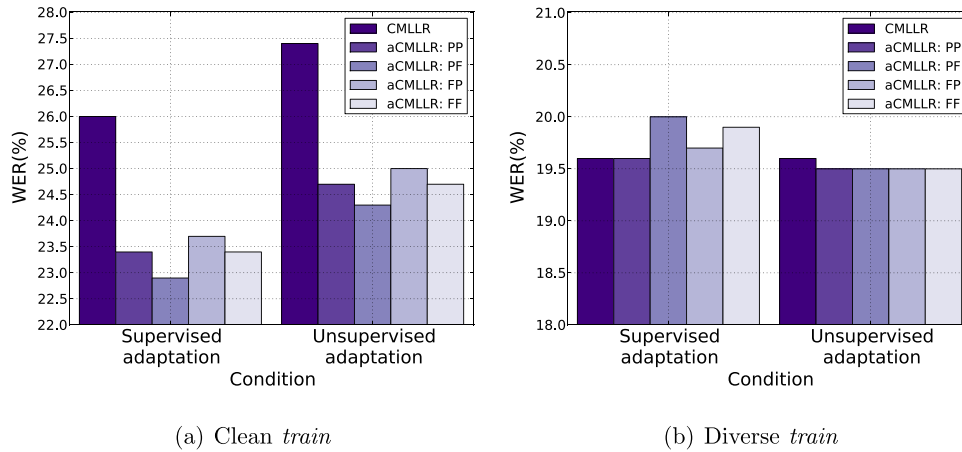 28.0
27.5
27.0
26.5
26.0
25.5
25.0
24.5
24.0
23.5
23.0
22.5
22.0
WER(%)
CMLLR
aCMLLR: PP
aCMLLR: PF
aCMLLR: FP
aCMLLR: FF
Supervised
adaptation
Unsupervised
adaptation
Condition
(a) Clean train
21.0
20.5
20.0
19.5
19.0
18.5
18.0
WER(%)
CMLLR
aCMLLR: PP
aCMLLR: PF
aCMLLR: FP
aCMLLR: FF
Supervised
adaptation
Unsupervised
adaptation
Condition
(b) Diverse train